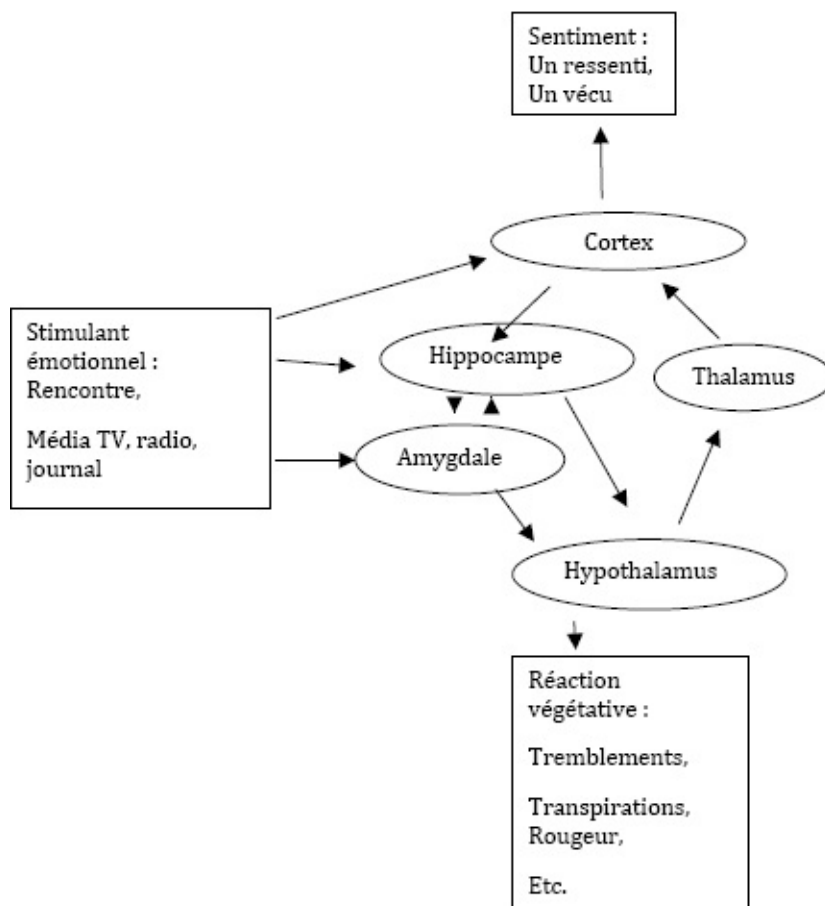 Sentiment :
Un ressenti,
Un vécu
Cortex
Stimulant
émotionnel :
Rencontre,
Média TV, radio,
journal
Hippocampe
Thalamus
Amygdale
Hypothalamus
Réaction
végétative :
Tremblements,
Transpirations,
Rougeur,
Etc.